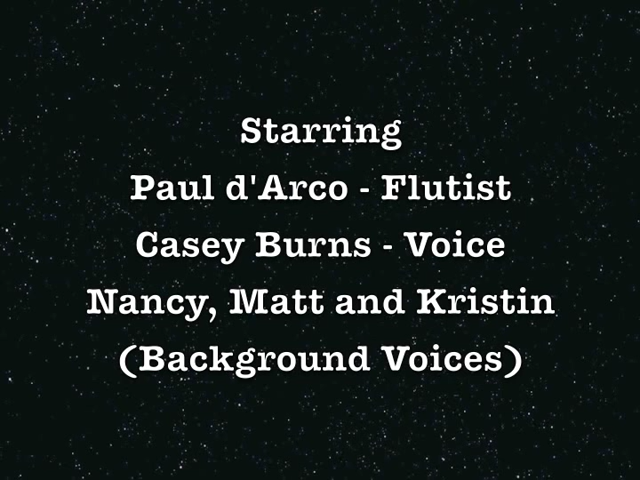 Starring
Paul d'Arco - Flutist
Casey Burns - Voice
Nancy, Matt and Kristin
(Background Voices)